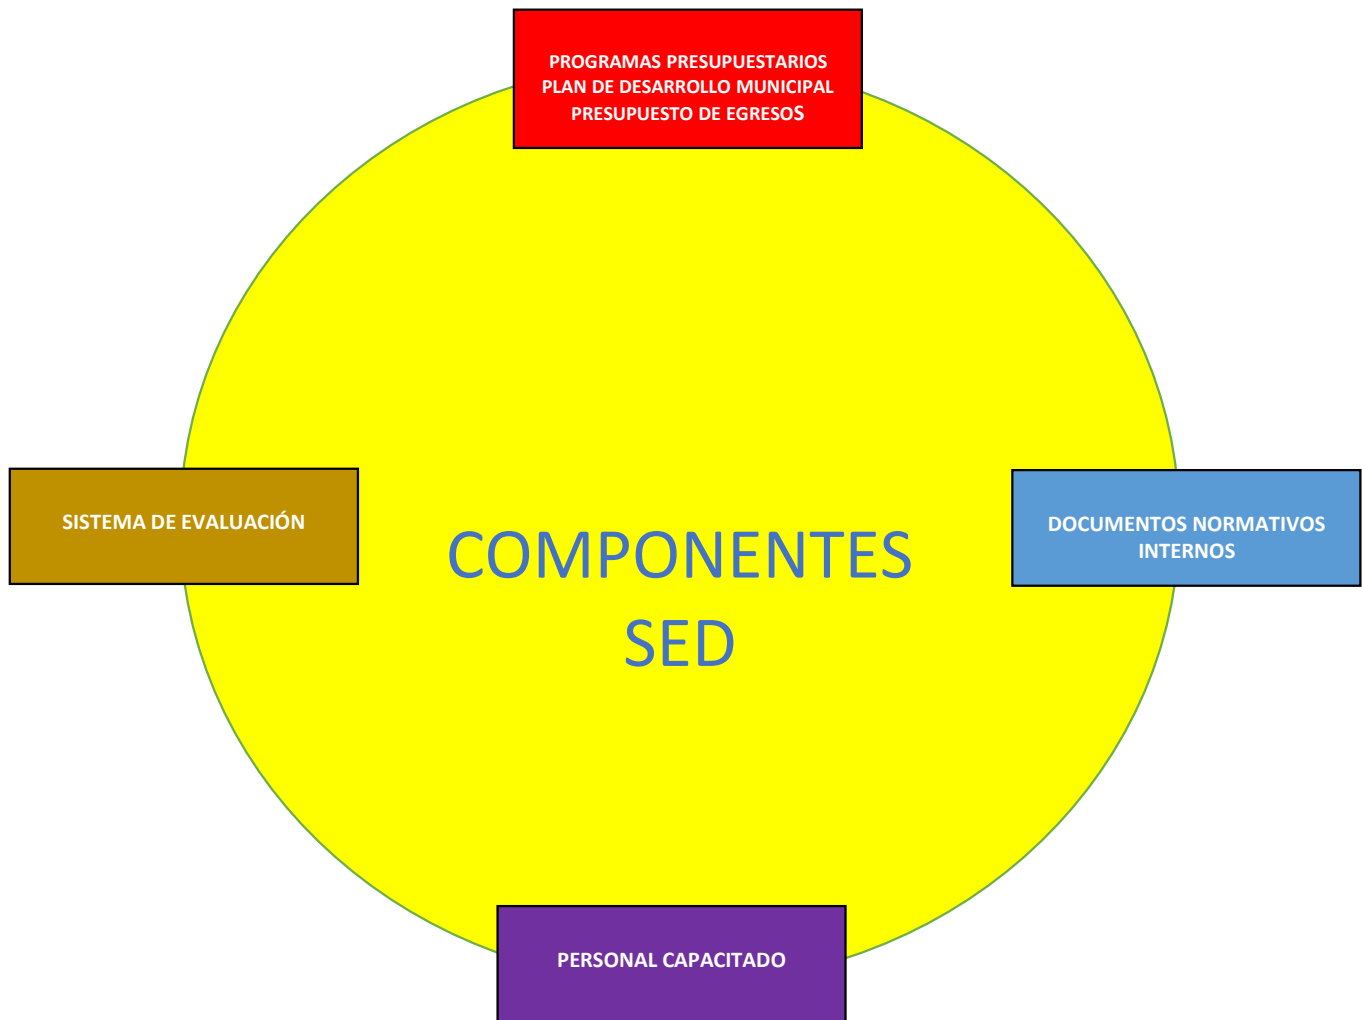 PROGRAMAS PRESUPUESTARIOS
PLAN DE DESARROLLO MUNICIPAL
PRESUPUESTO DE EGRESOS
SISTEMA DE EVALUACIÓN
DOCUMENTOS NORMATIVOS
INTERNOS
COMPONENTES
SED
PERSONAL CAPACITADO